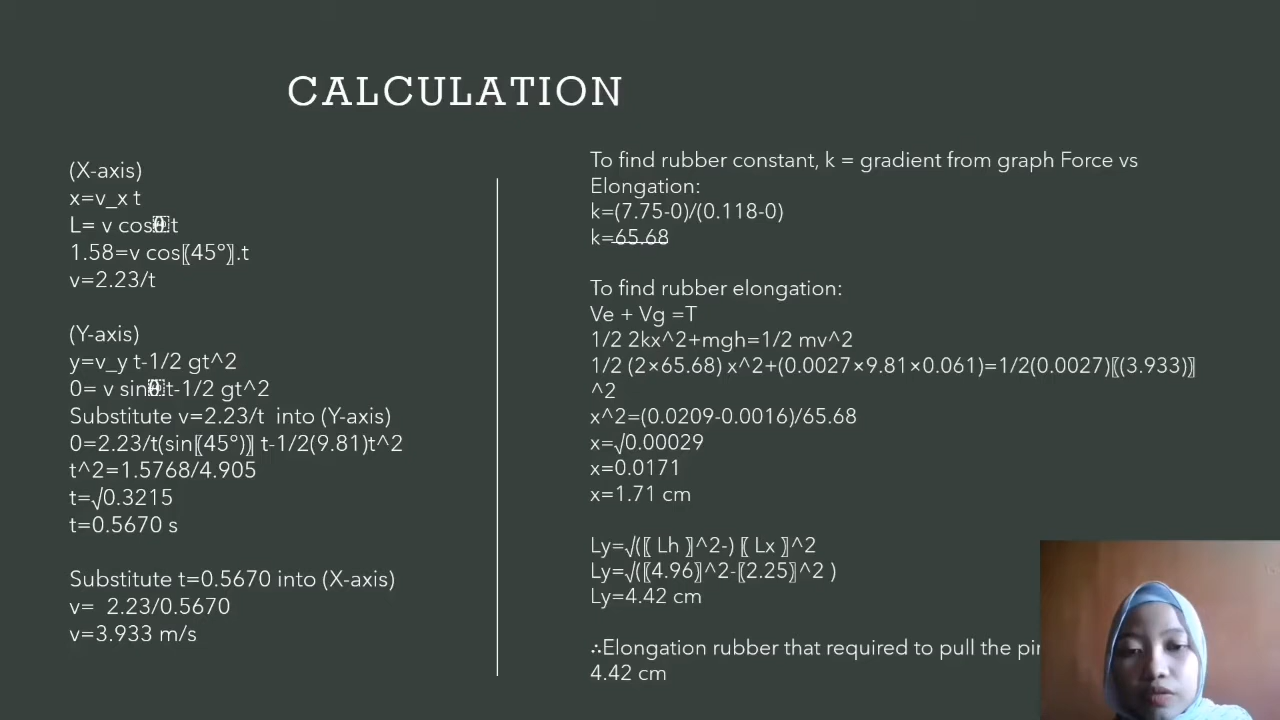 CALCULATION
(X-axis)
x=v_x t
L= v cosθ t
1.58=v cos〖45°〗.t
v=2.23/t
(Y-axis)
y=v_y t-1/2 gt^2
0= v sinθ t-1/2 gt^2
Substitute v=2.23/t into (Y-axis)
0=2.23/t(sin〖45°)〗 t-1/2(9.81)t^2
t^2=1.5768/4.905
t=√0.3215
t=0.5670 s
Substitute t=0.5670 into (X-axis)
v= 2.23/0.5670
v=3.933 m/s
To find rubber constant, k = gradient from graph Force vs
Elongation:
k=(7.75-0)/(0.118-0)
k=65.68
To find rubber elongation:
Ve + Vg =T
1/2 2kx^2+mgh=1/2 mv^2
1/2 (2×65.68) x^2+(0.0027×9.81×0.061)=1/2(0.0027)〖(3.933)〗
^2
x^2=(0.0209-0.0016)/65.68
x=√0.00029
x=0.0171
x=1.71 cm
Ly=√(〖 Lh 〗^2-) 〖 Lx 〗^2
Ly=√(〖4.96〗^2-〖2.25〗^2 )
Ly=4.42 cm
∴Elongation rubber that required to pull the
4.42 cm